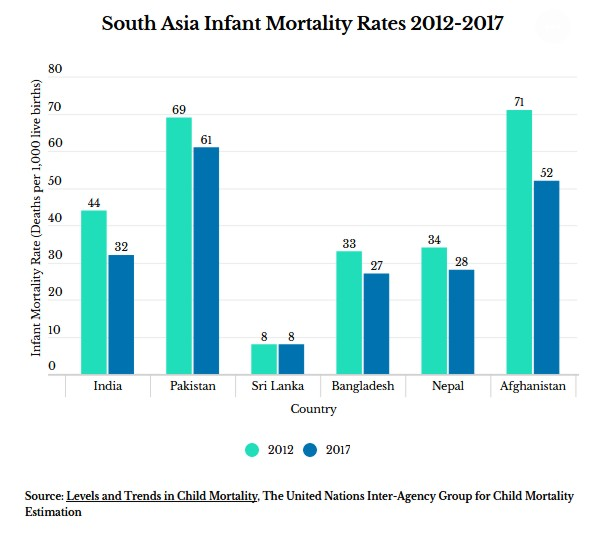 South Asia Infant Mortality Rates 2012-2017
Infant Mortality Rate (Deaths per 1,000 live births)
80
70
60
50
40
30
20
10
0
44
32
69
61
8
8
33
27
34
28
71
52
India
Pakistan
Sri Lanka
Bangladesh
Nepal
Afghanistan
Country
2012
2017
Source: Levels and Trends in Child Mortality, The United Nations Inter-Agency Group for Child Mortality
Estimation